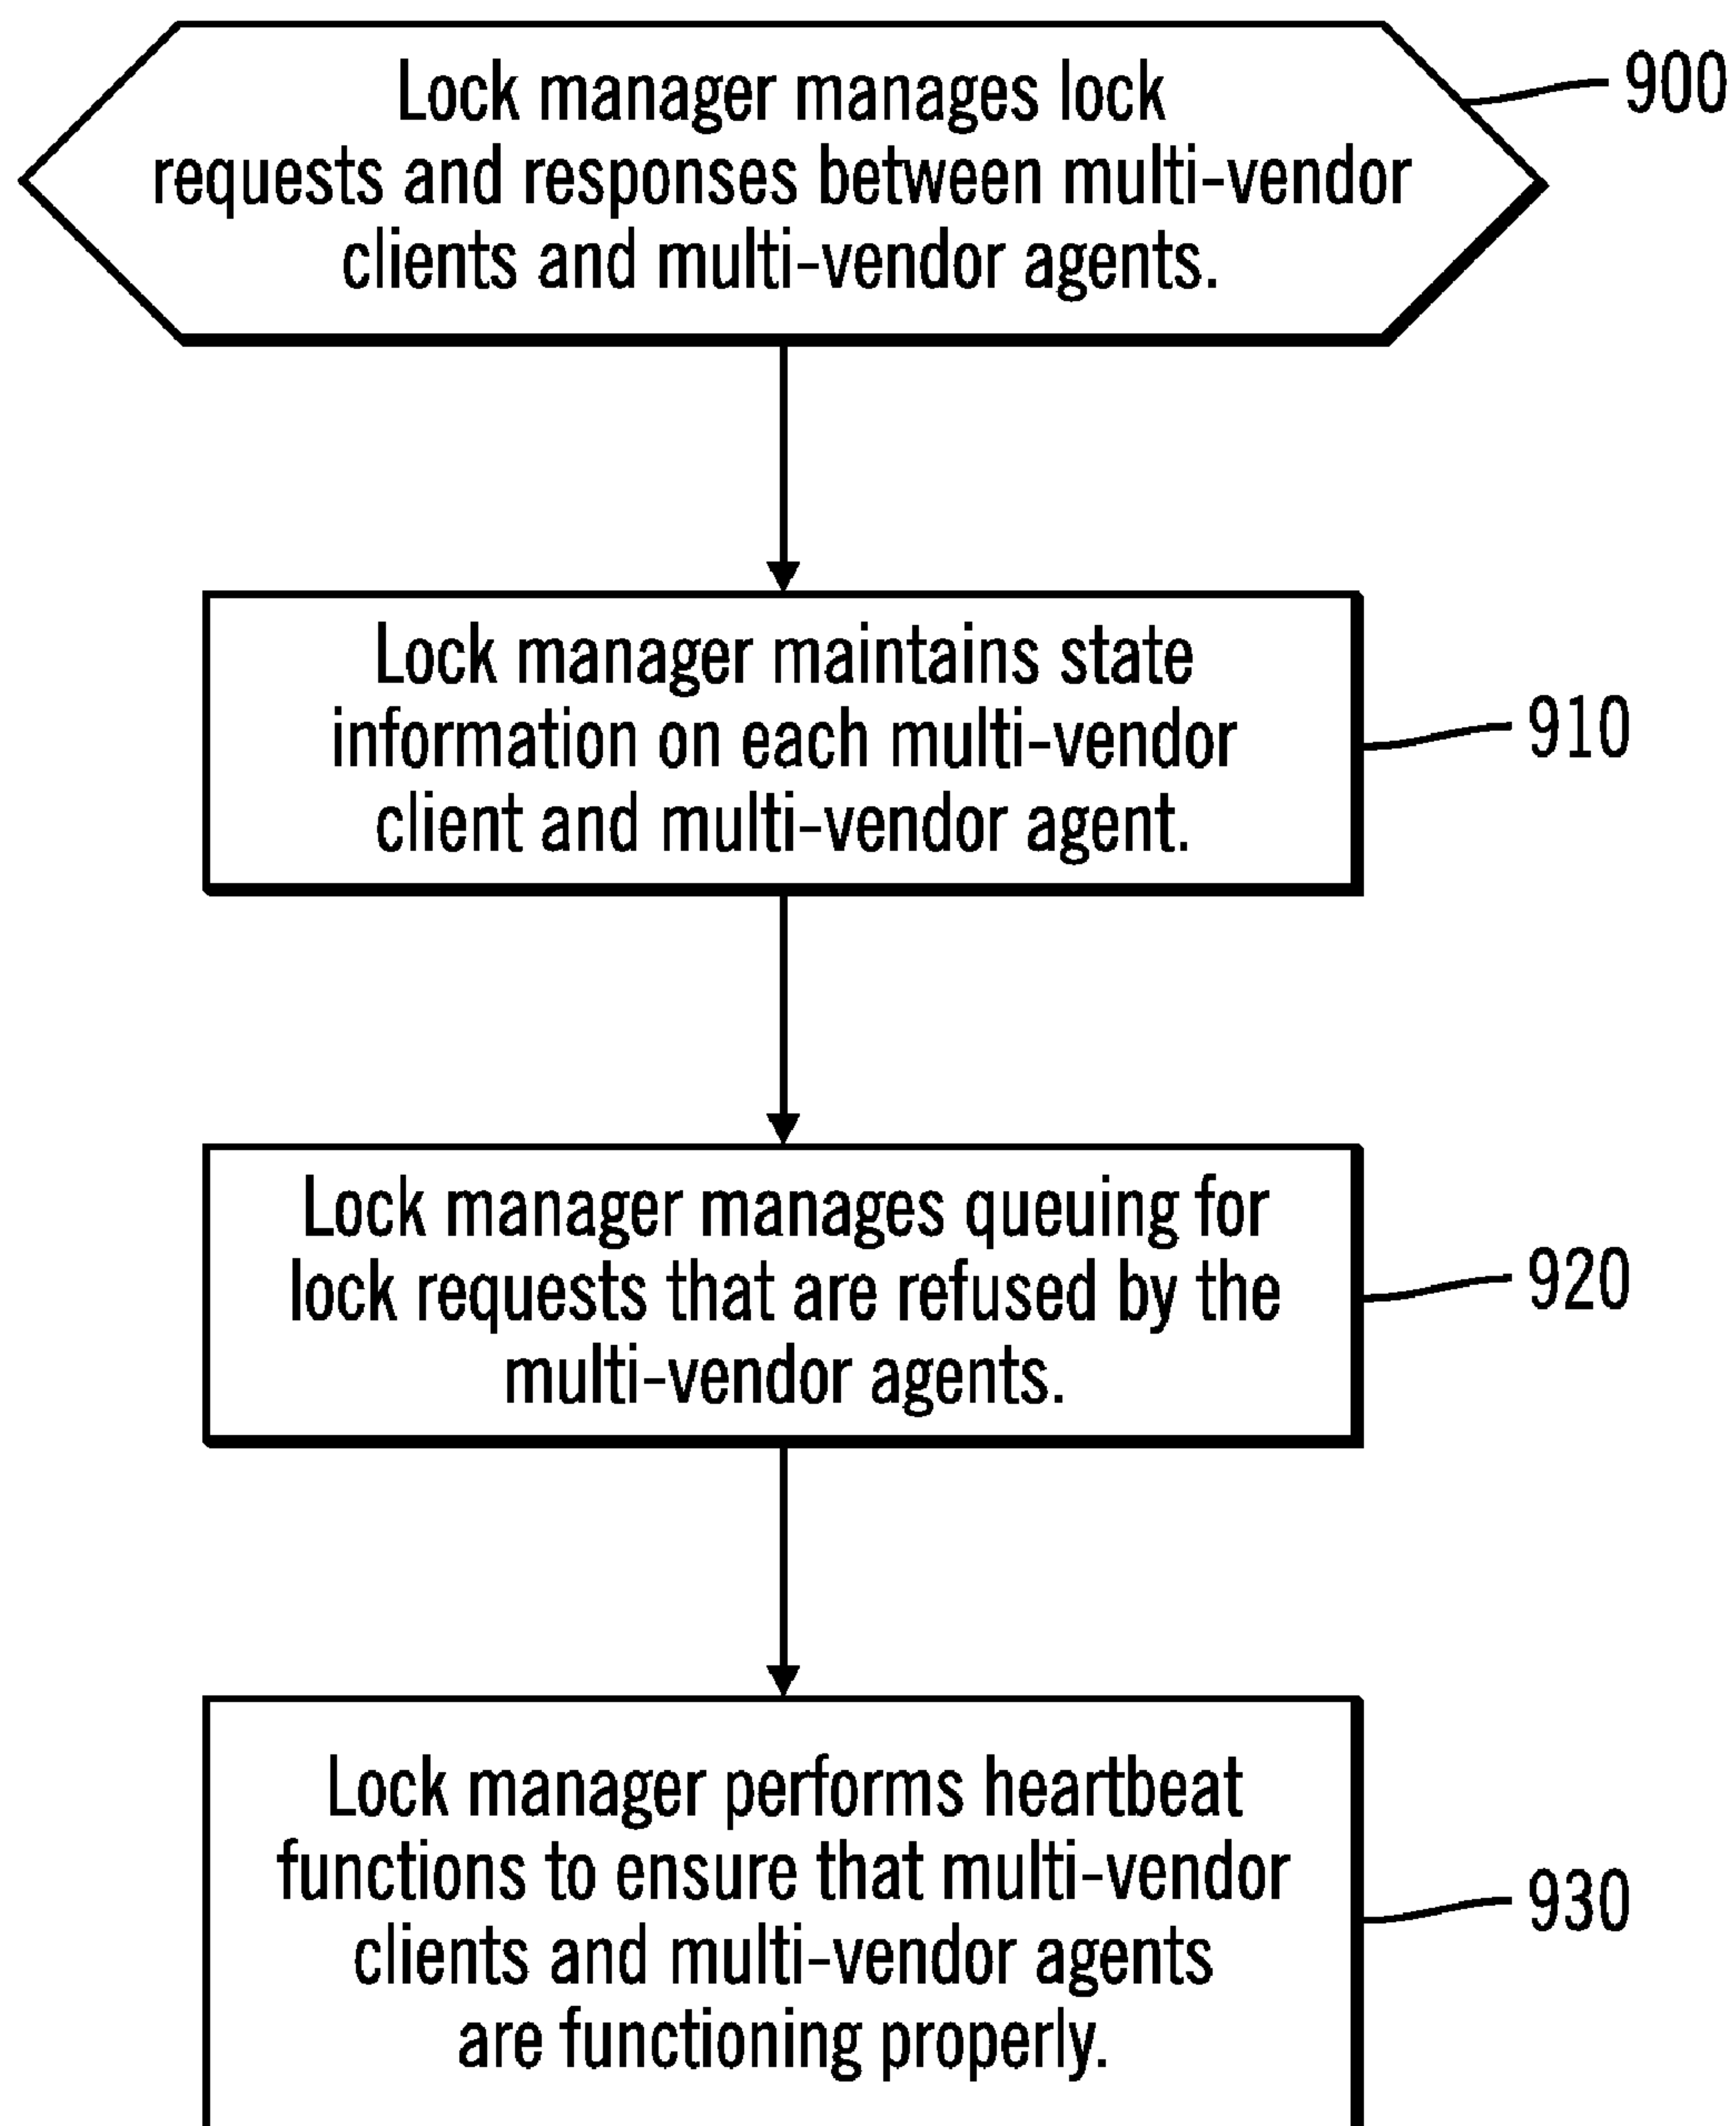 Lock manager manages lock
requests and responses between multi-vendor
clients and multi-vendor agents.
900
Lock manager maintains state
information on each multi-vendor
client and multi-vendor agent.
910
Lock manager manages queuing for
lock requests that are refused by the
multi-vendor agents.
920
Lock manager performs heartbeat
functions to ensure that multi-vendor
clients and multi-vendor agents
are functioning properly.
930